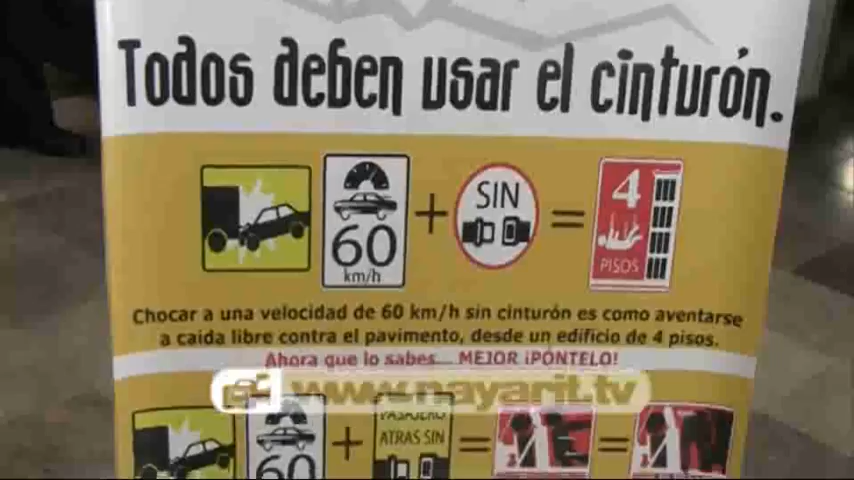 Todos deben usar el cinturón.
60 km/h + SIN = 4 PISOS
Chocar a una velocidad de 60 km/h sin cinturón es como aventarse
a caída libre contra el pavimento, desde un edificio de 4 pisos.
Ahora que lo sabes... MEJOR ¡PÓNTELO!
www.nayarit.tv
60 + PASAJERO ATRAS SIN = =